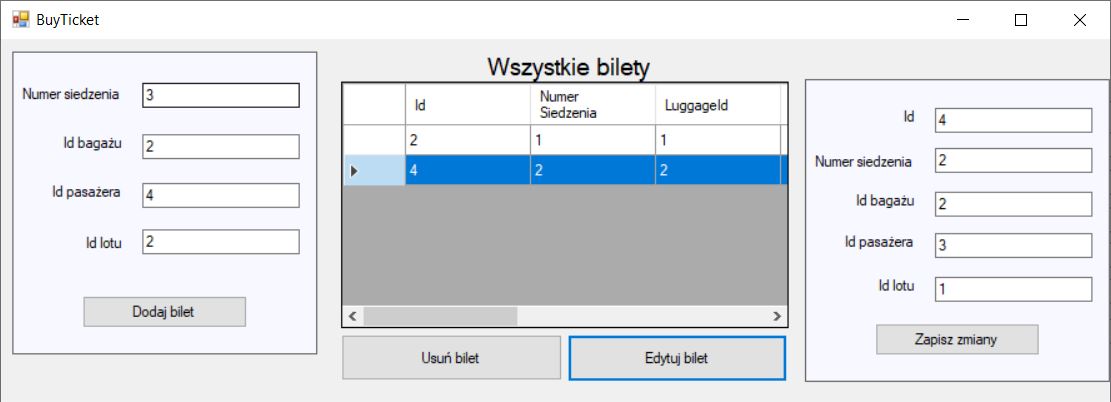 BuyTicket
Numer siedzenia 3
Id bagażu 2
Id pasażera 4
Id lotu 2
Dodaj bilet
Wszystkie bilety
Id Numer Siedzenia LuggageId
2 1 1
4 2 2
Usuń bilet Edytuj bilet
Id 4
Numer siedzenia 2
Id bagażu 2
Id pasażera 3
Id lotu 1
Zapisz zmiany